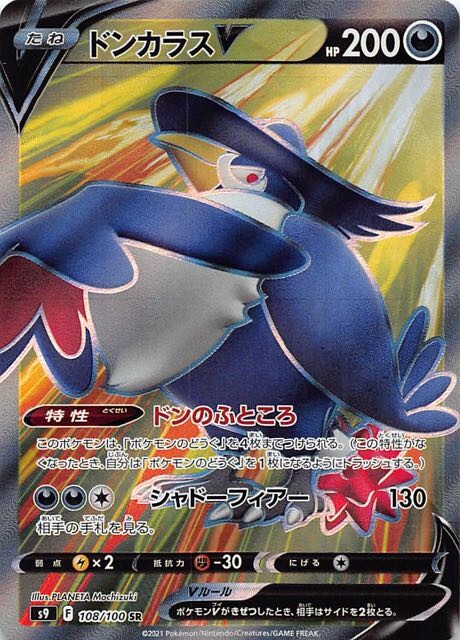 たね ドンカラスV HP 200
特性 とくせい ドンのふところ
このポケモンは、「ポケモンのどうぐ」を4枚までつけられる。(この特性がな
くなったとき、自分は「ポケモンのどうぐ」を1枚になるようにトラッシュする。)
シャドーフィアー 130
相手の手札を見る。
弱点 ×2 抵抗力 -30 にげる
Illus. PLANETA Mochizuki
Vルール
s9 F 108/100 SR
ポケモンVがきぜつしたとき、相手はサイドを2枚とる。
©2021 Pokémon/Nintendo/Creatures/GAME FREAK.